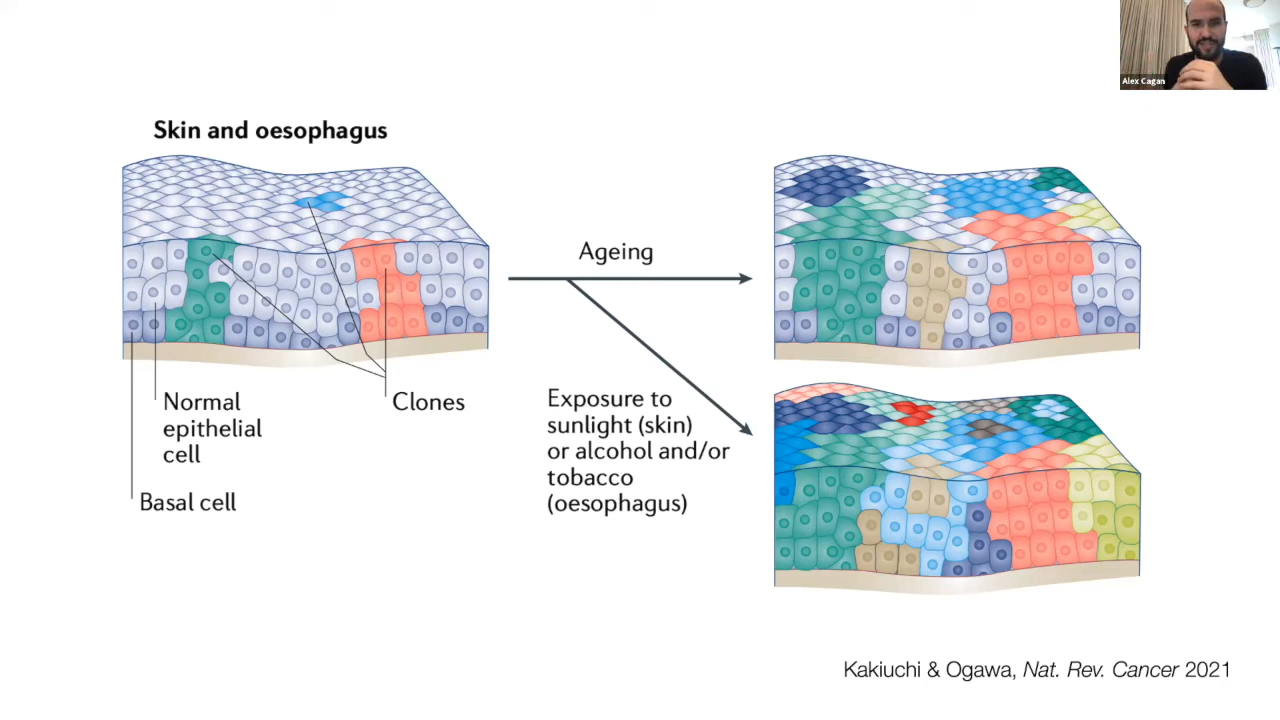 Alex Cagan
Skin and oesophagus
Ageing
Exposure to
sunlight (skin)
or alcohol and/or
tobacco
(oesophagus)
Normal
epithelial
cell
Clones
Basal cell
Kakiuchi & Ogawa, Nat. Rev. Cancer 2021